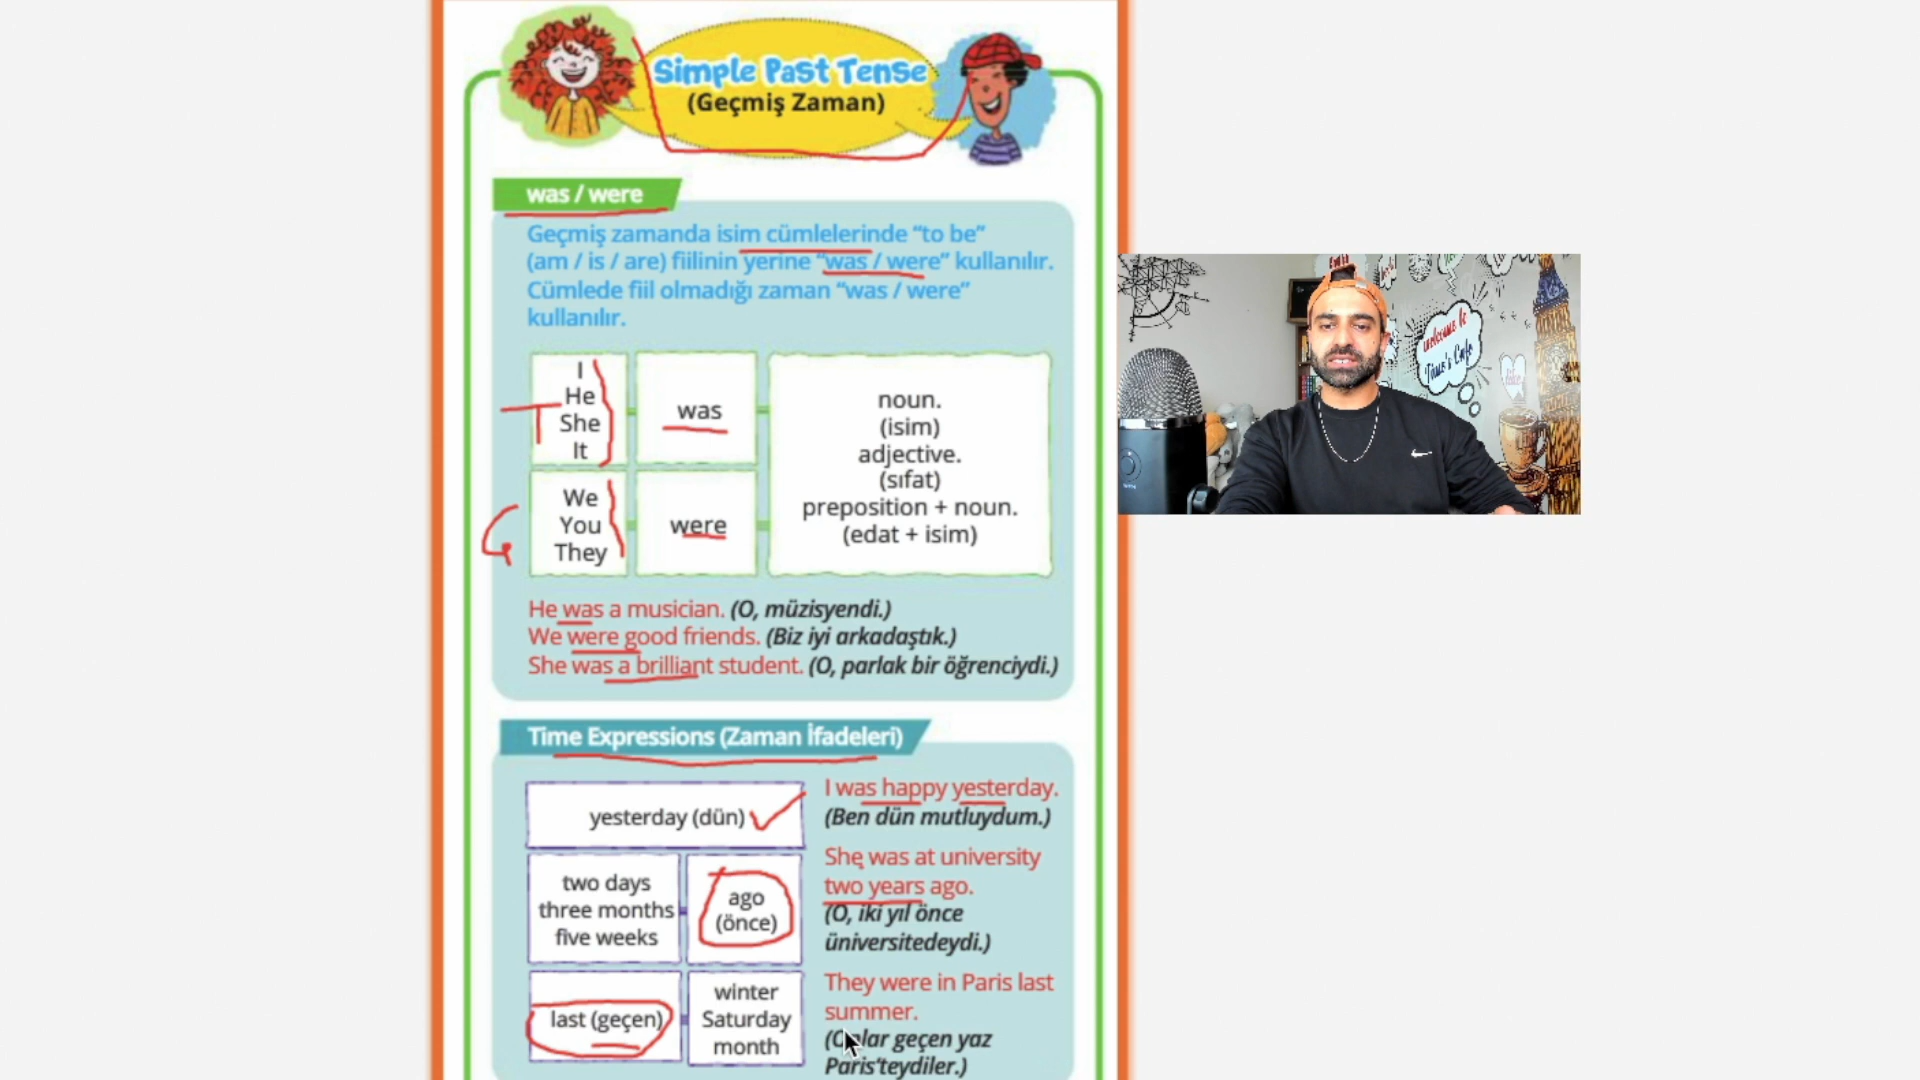 Simple Past Tense
(Geçmiş Zaman)
was / were
Geçmiş zamanda isim cümlelerinde “to be”
(am / is / are) fiilinin yerine “was / were” kullanılır.
Cümlede fiil olmadığı zaman “was / were”
kullanılır.
I
He
She
It
was
We
You
They
were
noun.
(isim)
adjective.
(sıfat)
preposition + noun.
(edat + isim)
He was a musician. (O, müzisyendi.)
We were good friends. (Biz iyi arkadaştık.)
She was a brilliant student. (O, parlak bir öğrenciydi.)
Time Expressions (Zaman İfadeleri)
yesterday (dün)
two days
three months
five weeks
ago
(önce)
last (geçen)
winter
Saturday
month
I was happy yesterday.
(Ben dün mutluydum.)
She was at university
two years ago.
(O, iki yıl önce
üniversitedeydi.)
They were in Paris last
summer.
(Onlar geçen yaz
Paris’teydiler.)
welcome to
Time's Cafe